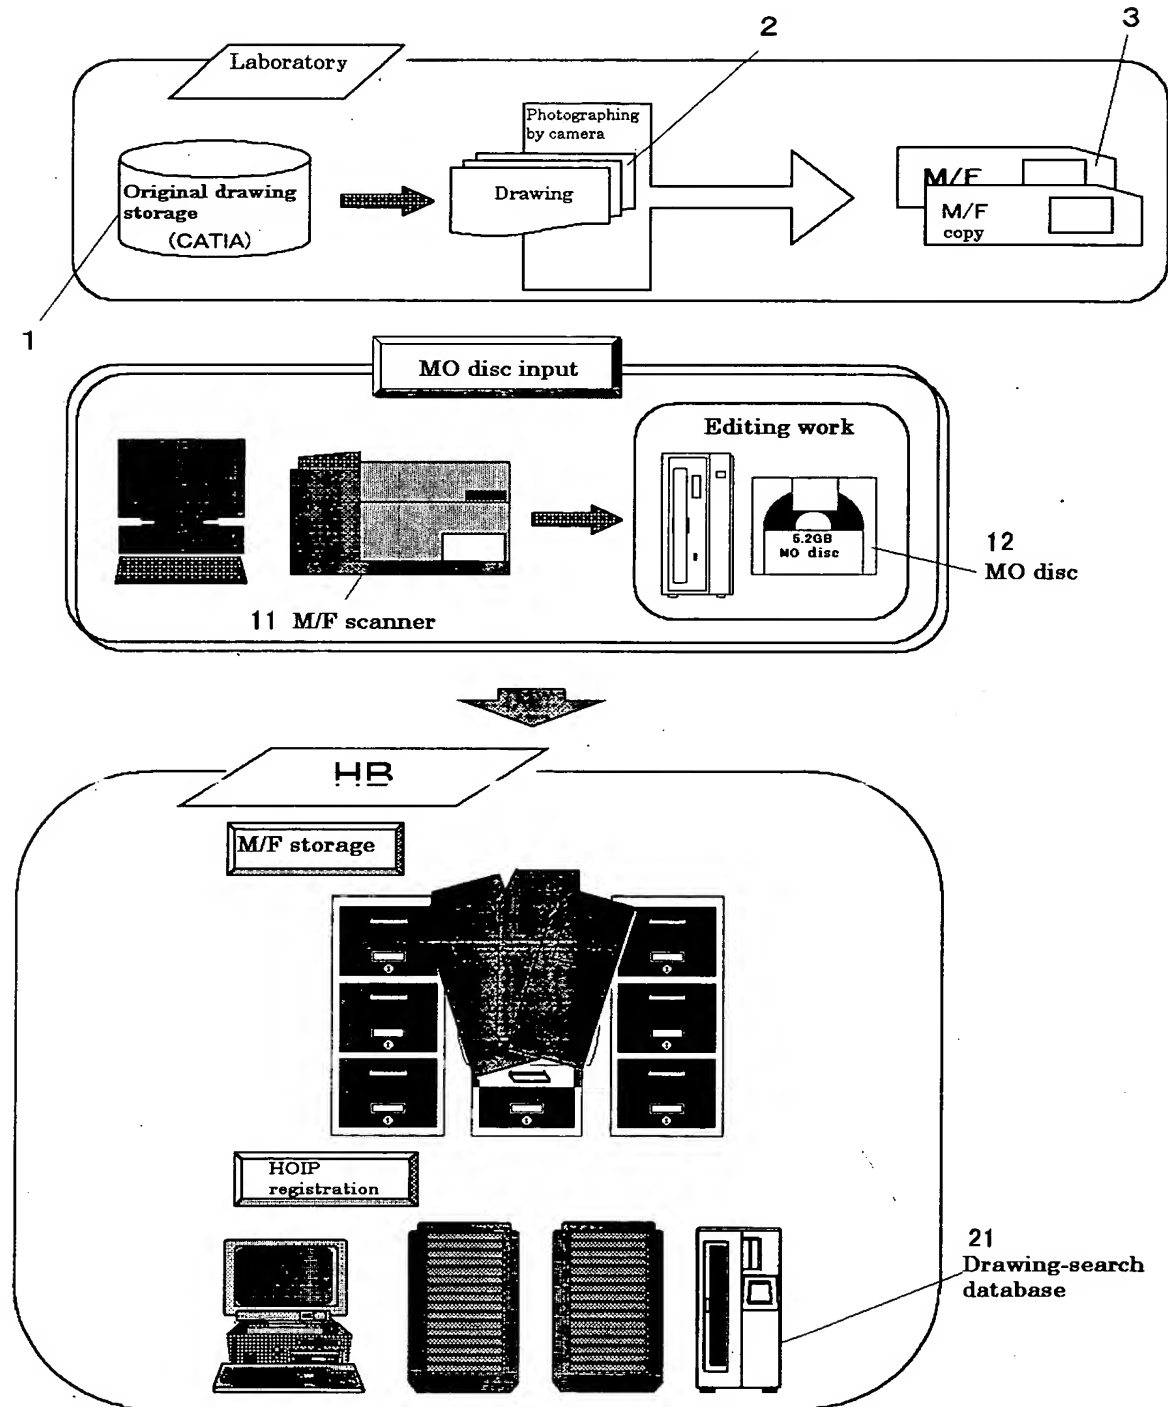 2
3
Laboratory
Photographing
by camera
Original drawing
storage
(CATIA)
Drawing
M/F
M/F
copy
1
MO disc input
Editing work
5.2GB
MO disc
12
MO disc
11 M/F scanner
HR
M/F storage
HOIP
registration
21
Drawing-search
database